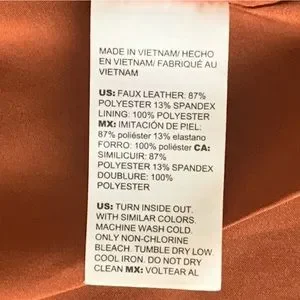 MADE IN VIETNAM/ HECHO
EN VIETNAM/ FABRIQUÉ AU
VIETNAM
US: FAUX LEATHER: 87%
POLYESTER 13% SPANDEX
LINING: 100% POLYESTER
MX: IMITACIÓN DE PIEL:
87% poliéster 13% elastano
FORRO: 100% poliéster CA:
SIMILICUIR: 87%
POLYESTER 13% SPANDEX
DOUBLURE: 100%
POLYESTER
US: TURN INSIDE OUT.
WITH SIMILAR COLORS.
MACHINE WASH COLD.
ONLY NON-CHLORINE
BLEACH. TUMBLE DRY LOW
COOL IRON. DO NOT DRY
CLEAN MX: VOLTEAR AL